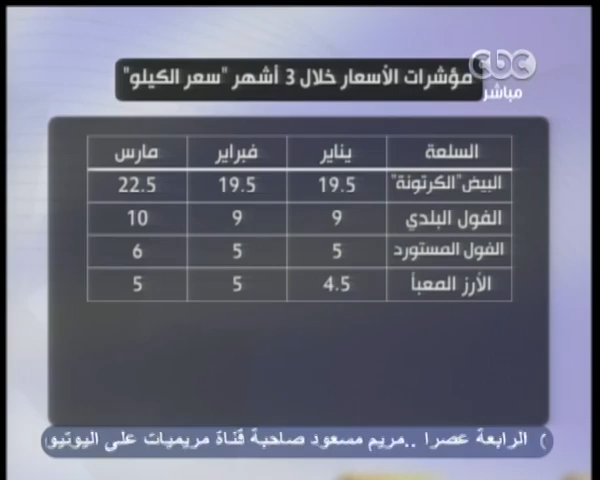 مؤشرات الأسعار خلال 3 أشهر "سعر الكيلو"
cbc
مباشر
السلعة يناير فبراير مارس
البيض"الكرتونة" 19.5 19.5 22.5
الفول البلدي 9 9 10
الفول المستورد 5 5 6
الأرز المعبأ 4.5 5 5
( الرابعة عصرا ..مريم مسعود صاحبة قناة مريميات على اليوتيو